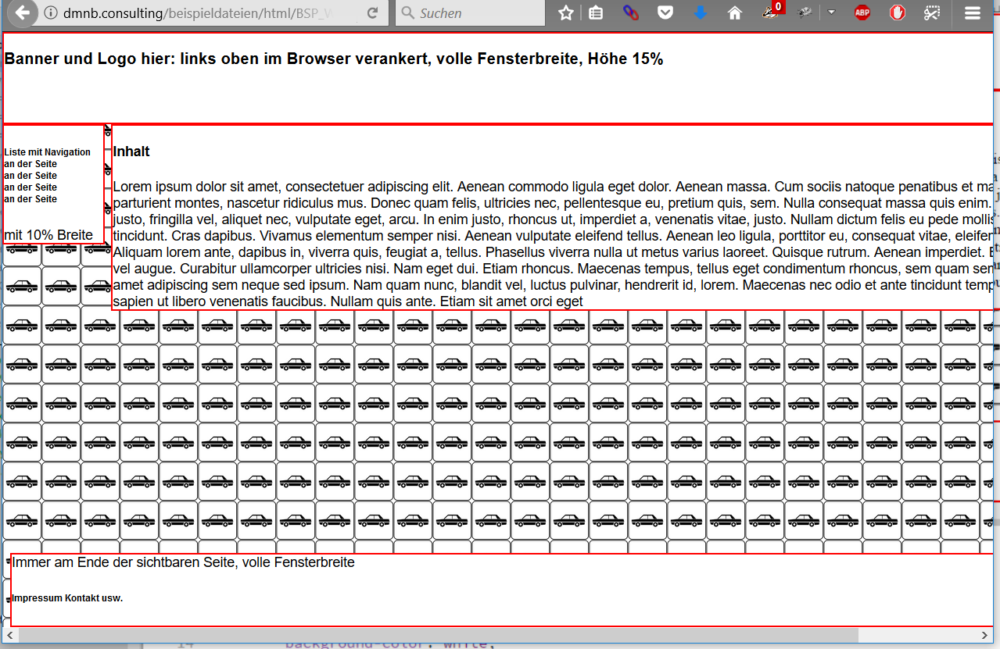 dmnb.consulting/beispieldateien/html/BSP_W
Suchen
0
ABP
Banner und Logo hier: links oben im Browser verankert, volle Fensterbreite, Höhe 15%
Liste mit Navigation
an der Seite
an der Seite
an der Seite
an der Seite
mit 10% Breite
Inhalt
Lorem ipsum dolor sit amet, consectetuer adipiscing elit. Aenean commodo ligula eget dolor. Aenean massa. Cum sociis natoque penatibus et ma
parturient montes, nascetur ridiculus mus. Donec quam felis, ultricies nec, pellentesque eu, pretium quis, sem. Nulla consequat massa quis enim.
justo, fringilla vel, aliquet nec, vulputate eget, arcu. In enim justo, rhoncus ut, imperdiet a, venenatis vitae, justo. Nullam dictum felis eu pede mollis
tincidunt. Cras dapibus. Vivamus elementum semper nisi. Aenean vulputate eleifend tellus. Aenean leo ligula, porttitor eu, consequat vitae, eleifen
Aliquam lorem ante, dapibus in, viverra quis, feugiat a, tellus. Phasellus viverra nulla ut metus varius laoreet. Quisque rutrum. Aenean imperdiet. E
vel augue. Curabitur ullamcorper ultricies nisi. Nam eget dui. Etiam rhoncus. Maecenas tempus, tellus eget condimentum rhoncus, sem quam sem
amet adipiscing sem neque sed ipsum. Nam quam nunc, blandit vel, luctus pulvinar, hendrerit id, lorem. Maecenas nec odio et ante tincidunt temp
sapien ut libero venenatis faucibus. Nullam quis ante. Etiam sit amet orci eget
Immer am Ende der sichtbaren Seite, volle Fensterbreite
Impressum Kontakt usw.
14 background-color: white;